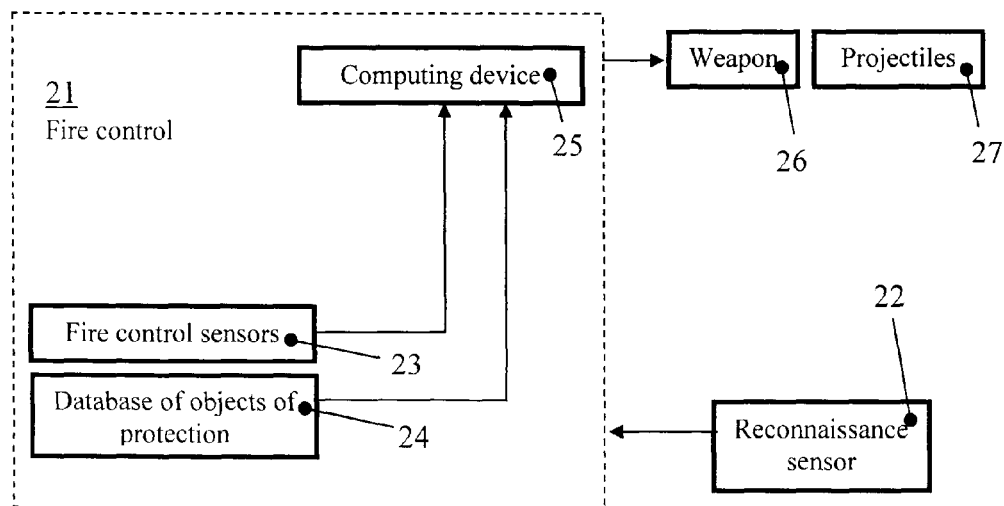 21
Fire control
Computing device
25
Weapon
26
Projectiles
27
Fire control sensors
23
Database of objects of
protection
24
22
Reconnaissance
sensor